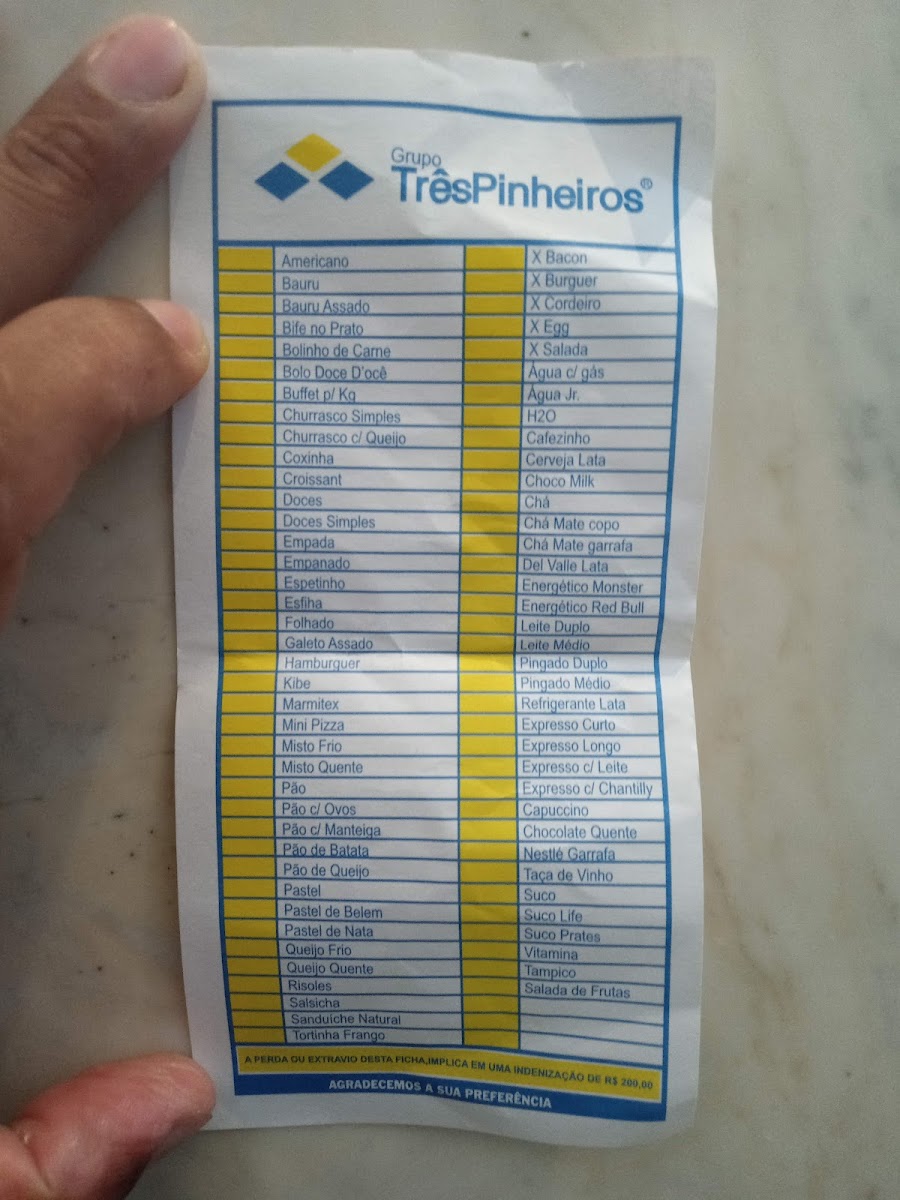 Grupo
TrêsPinheiros®
Americano
Bauru
Bauru Assado
Bife no Prato
Bolinho de Carne
Bolo Doce D'ocê
Buffet p/ Kg
Churrasco Simples
Churrasco c/ Queijo
Coxinha
Croissant
Doces
Doces Simples
Empada
Empanado
Espetinho
Esfiha
Folhado
Galeto Assado
Hamburguer
Kibe
Marmitex
Mini Pizza
Misto Frio
Misto Quente
Pão
Pão c/ Ovos
Pão c/ Manteiga
Pão de Batata
Pão de Queijo
Pastel
Pastel de Belem
Pastel de Nata
Queijo Frio
Queijo Quente
Risoles
Salsicha
Sanduiche Natural
Tortinha Frango
X Bacon
X Burguer
X Cordeiro
X Egg
X Salada
Água c/ gás
Água Jr.
H2O
Cafezinho
Cerveja Lata
Choco Milk
Chá
Chá Mate copo
Chá Mate garrafa
Del Valle Lata
Energético Monster
Energético Red Bull
Leite Duplo
Leite Médio
Pingado Duplo
Pingado Médio
Refrigerante Lata
Expresso Curto
Expresso Longo
Expresso c/ Leite
Expresso c/ Chantilly
Capuccino
Chocolate Quente
Nestlé Garrafa
Taça de Vinho
Suco
Suco Life
Suco Prates
Vitamina
Tampico
Salada de Frutas
A PERDA OU EXTRAVIO DESTA FICHA,IMPLICA EM UMA INDENIZAÇÃO DE R$ 200,00
AGRADECEMOS A SUA PREFERÊNCIA